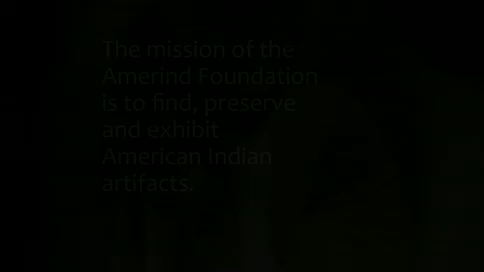 The mission of the
Amerind Foundation
is to find, preserve
and exhibit
American Indian
artifacts.